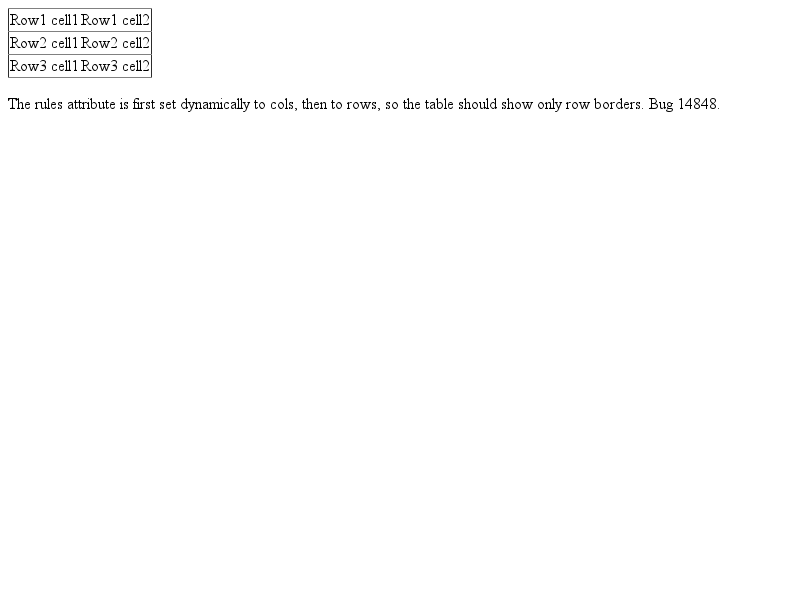 Row1 cell1 Row1 cell2
Row2 cell1 Row2 cell2
Row3 cell1 Row3 cell2
The rules attribute is first set dynamically to cols, then to rows, so the table should show only row borders. Bug 14848.